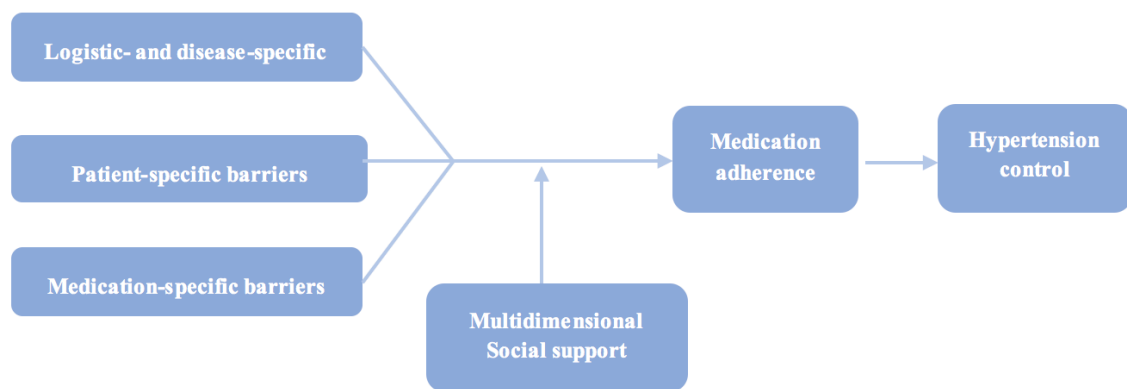 Logistic- and disease-specific
Patient-specific barriers
Medication-specific barriers
Multidimensional
Social support
Medication
adherence
Hypertension
control